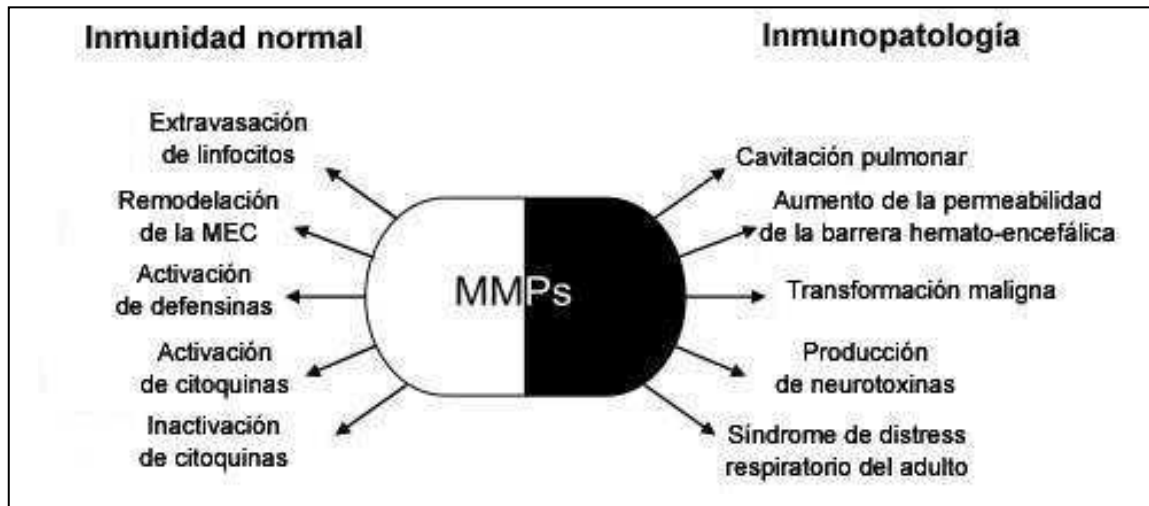 Inmunidad normal
Inmunopatología
Extravasación
de linfocitos
Remodelación
de la MEC
Activación
de defensinas
Activación
de citoquinas
Inactivación
de citoquinas
MMPs
Cavitación pulmonar
Aumento de la permeabilidad
de la barrera hemato-encefálica
Transformación maligna
Producción
de neurotoxinas
Síndrome de distress
respiratorio del adulto